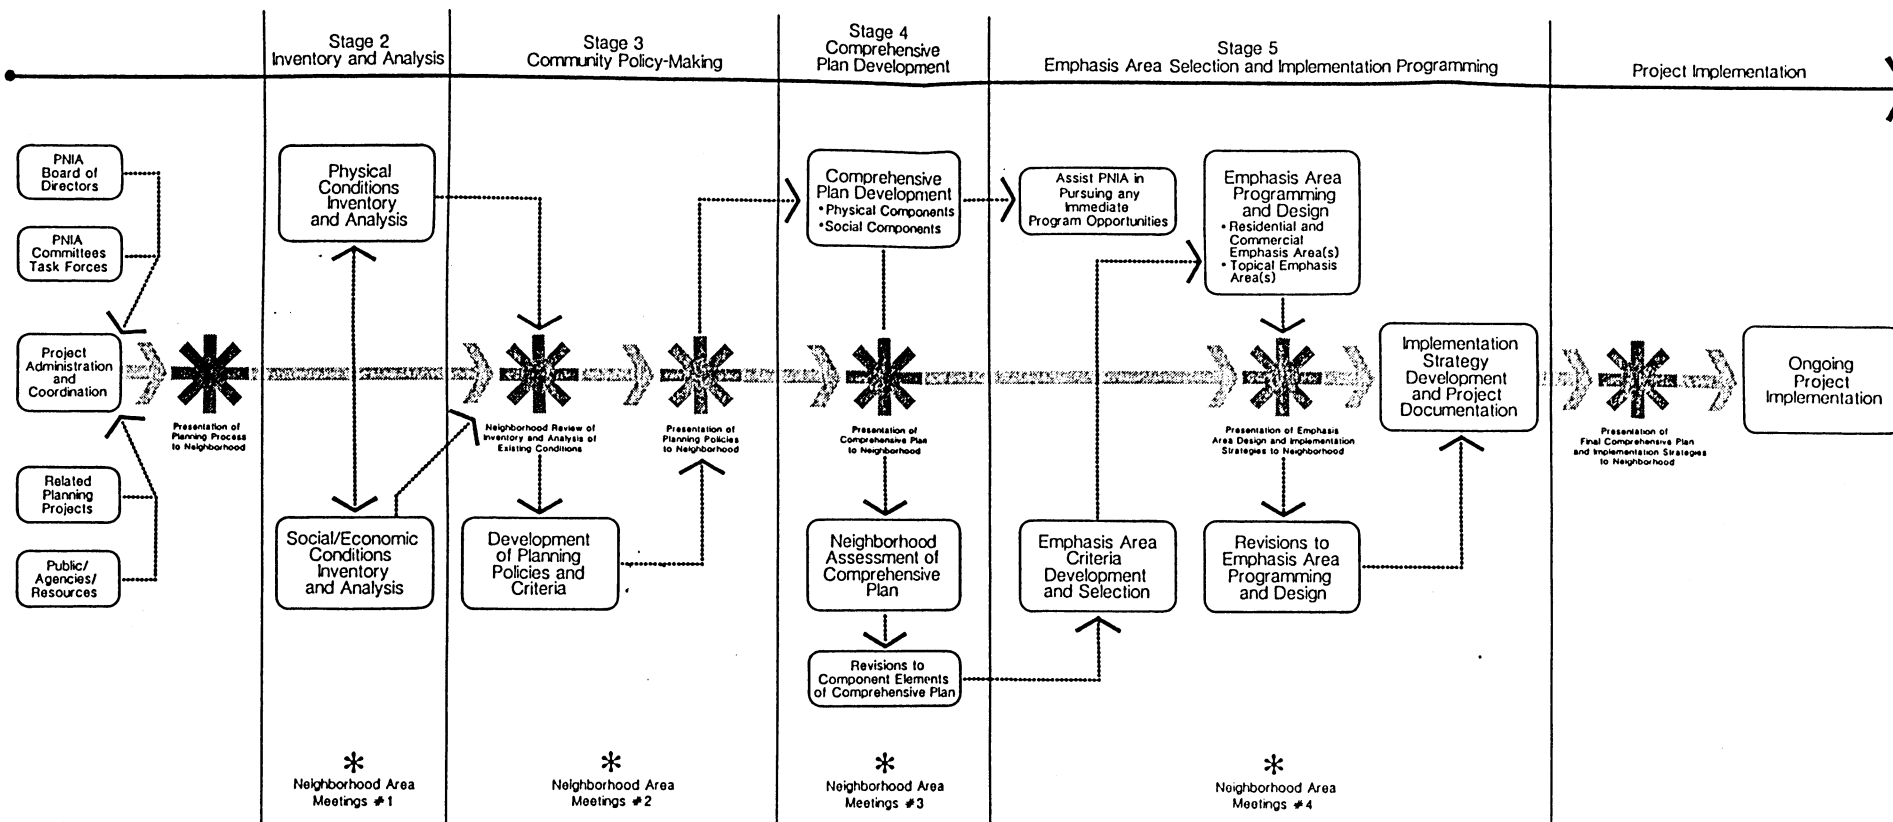 Stage 2
Inventory and Analysis
Stage 3
Community Policy-Making
Stage 4
Comprehensive
Plan Development
Stage 5
Emphasis Area Selection and Implementation Programming
Project Implementation
PNIA
Board of
Directors
PNIA
Committees
Task Forces
Project
Administration
and
Coordination
Related
Planning
Projects
Public/
Agencies/
Resources
Presentation of
Planning Process
to Neighborhood
Physical
Conditions
Inventory
and Analysis
Social/Economic
Conditions
Inventory
and Analysis
Neighborhood Review of
Inventory and Analysis of
Existing Conditions
Development
of Planning
Policies and
Criteria
Presentation of
Planning Policies
to Neighborhood
Comprehensive
Plan Development
• Physical Components
• Social Components
Presentation of
Comprehensive Plan
to Neighborhood
Neighborhood
Assessment of
Comprehensive
Plan
Revisions to
Component Elements
of Comprehensive Plan
Assist PNIA in
Pursuing any
Immediate
Program Opportunities
Emphasis Area
Criteria
Development
and Selection
Emphasis Area
Programming
and Design
• Residential and
Commercial
Emphasis Area(s)
• Topical Emphasis
Area(s)
Presentation of Emphasis
Area Design and Implementation
Strategies to Neighborhood
Revisions to
Emphasis Area
Programming
and Design
Implementation
Strategy
Development
and Project
Documentation
Presentation of
Final Comprehensive Plan
and Implementation Strategies
to Neighborhood
Ongoing
Project
Implementation
Neighborhood Area
Meetings #1
Neighborhood Area
Meetings #2
Neighborhood Area
Meetings #3
Neighborhood Area
Meetings #4